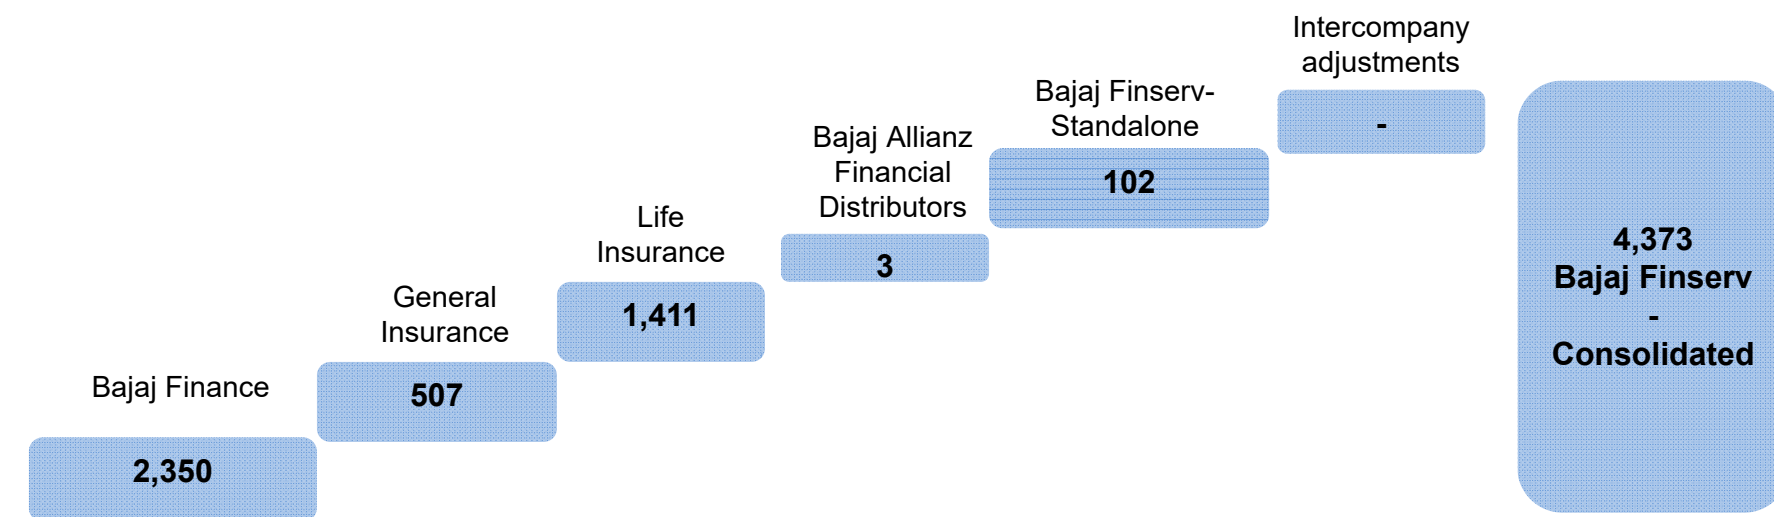 Bajaj Finance
2,350
General
Insurance
507
Life
Insurance
1,411
Bajaj Allianz
Financial
Distributors
3
Bajaj Finserv-
Standalone
102
Intercompany
adjustments
-
4,373
Bajaj Finserv
-
Consolidated